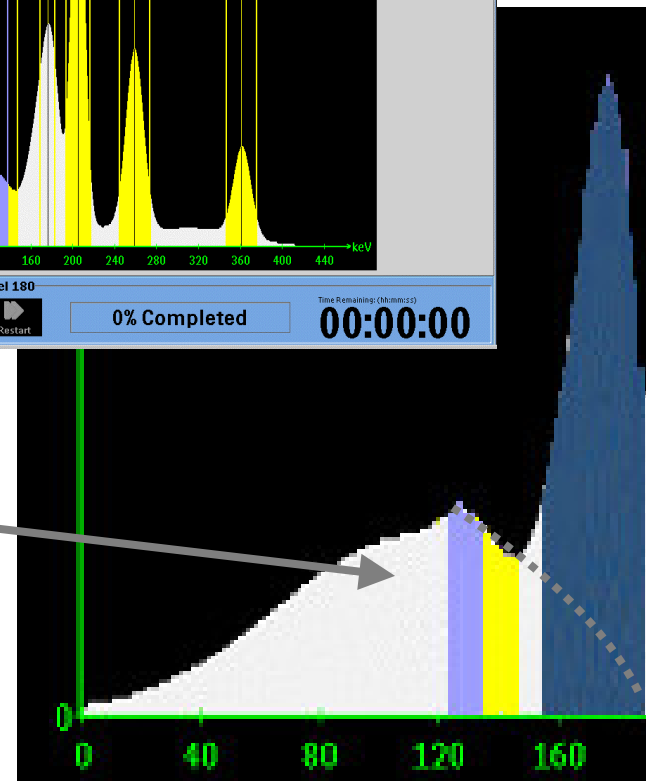 keV
160 200 240 280 320 360 400 440
el 180
Restart
0% Completed
Time Remaining: (hh:mm:ss)
00:00:00
0
0 40 80 120 160